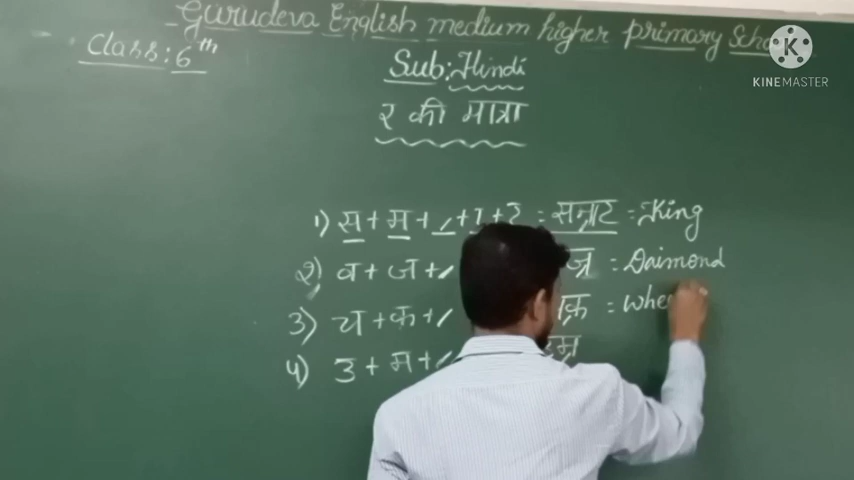 Gurudeva English medium higher primary Scho
Class: 6th
Sub: Hindi
र की मात्रा
KINEMASTER
1) स + म + ् + ा + ट = सम्राट = King
2) व + ज + ् ज्र = Daimond
3) च + क + ् क्र = whe
4) उ + म + ् म्र